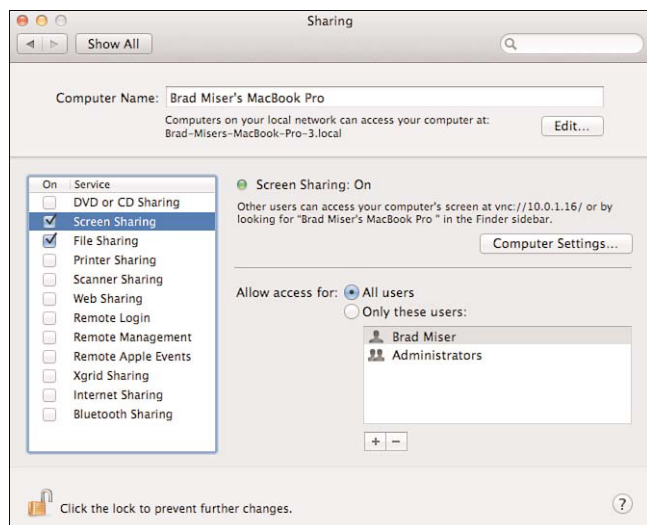 Sharing
Show All
Computer Name: Brad Miser's MacBook Pro
Computers on your local network can access your computer at:
Brad-Misers-MacBook-Pro-3.local
Edit...
On Service
DVD or CD Sharing
Screen Sharing
File Sharing
Printer Sharing
Scanner Sharing
Web Sharing
Remote Login
Remote Management
Remote Apple Events
Xgrid Sharing
Internet Sharing
Bluetooth Sharing
Screen Sharing: On
Other users can access your computer's screen at vnc://10.0.1.16/ or by
looking for "Brad Miser's MacBook Pro " in the Finder sidebar.
Computer Settings...
Allow access for: All users
Only these users:
Brad Miser
Administrators
+ −
Click the lock to prevent further changes.
?